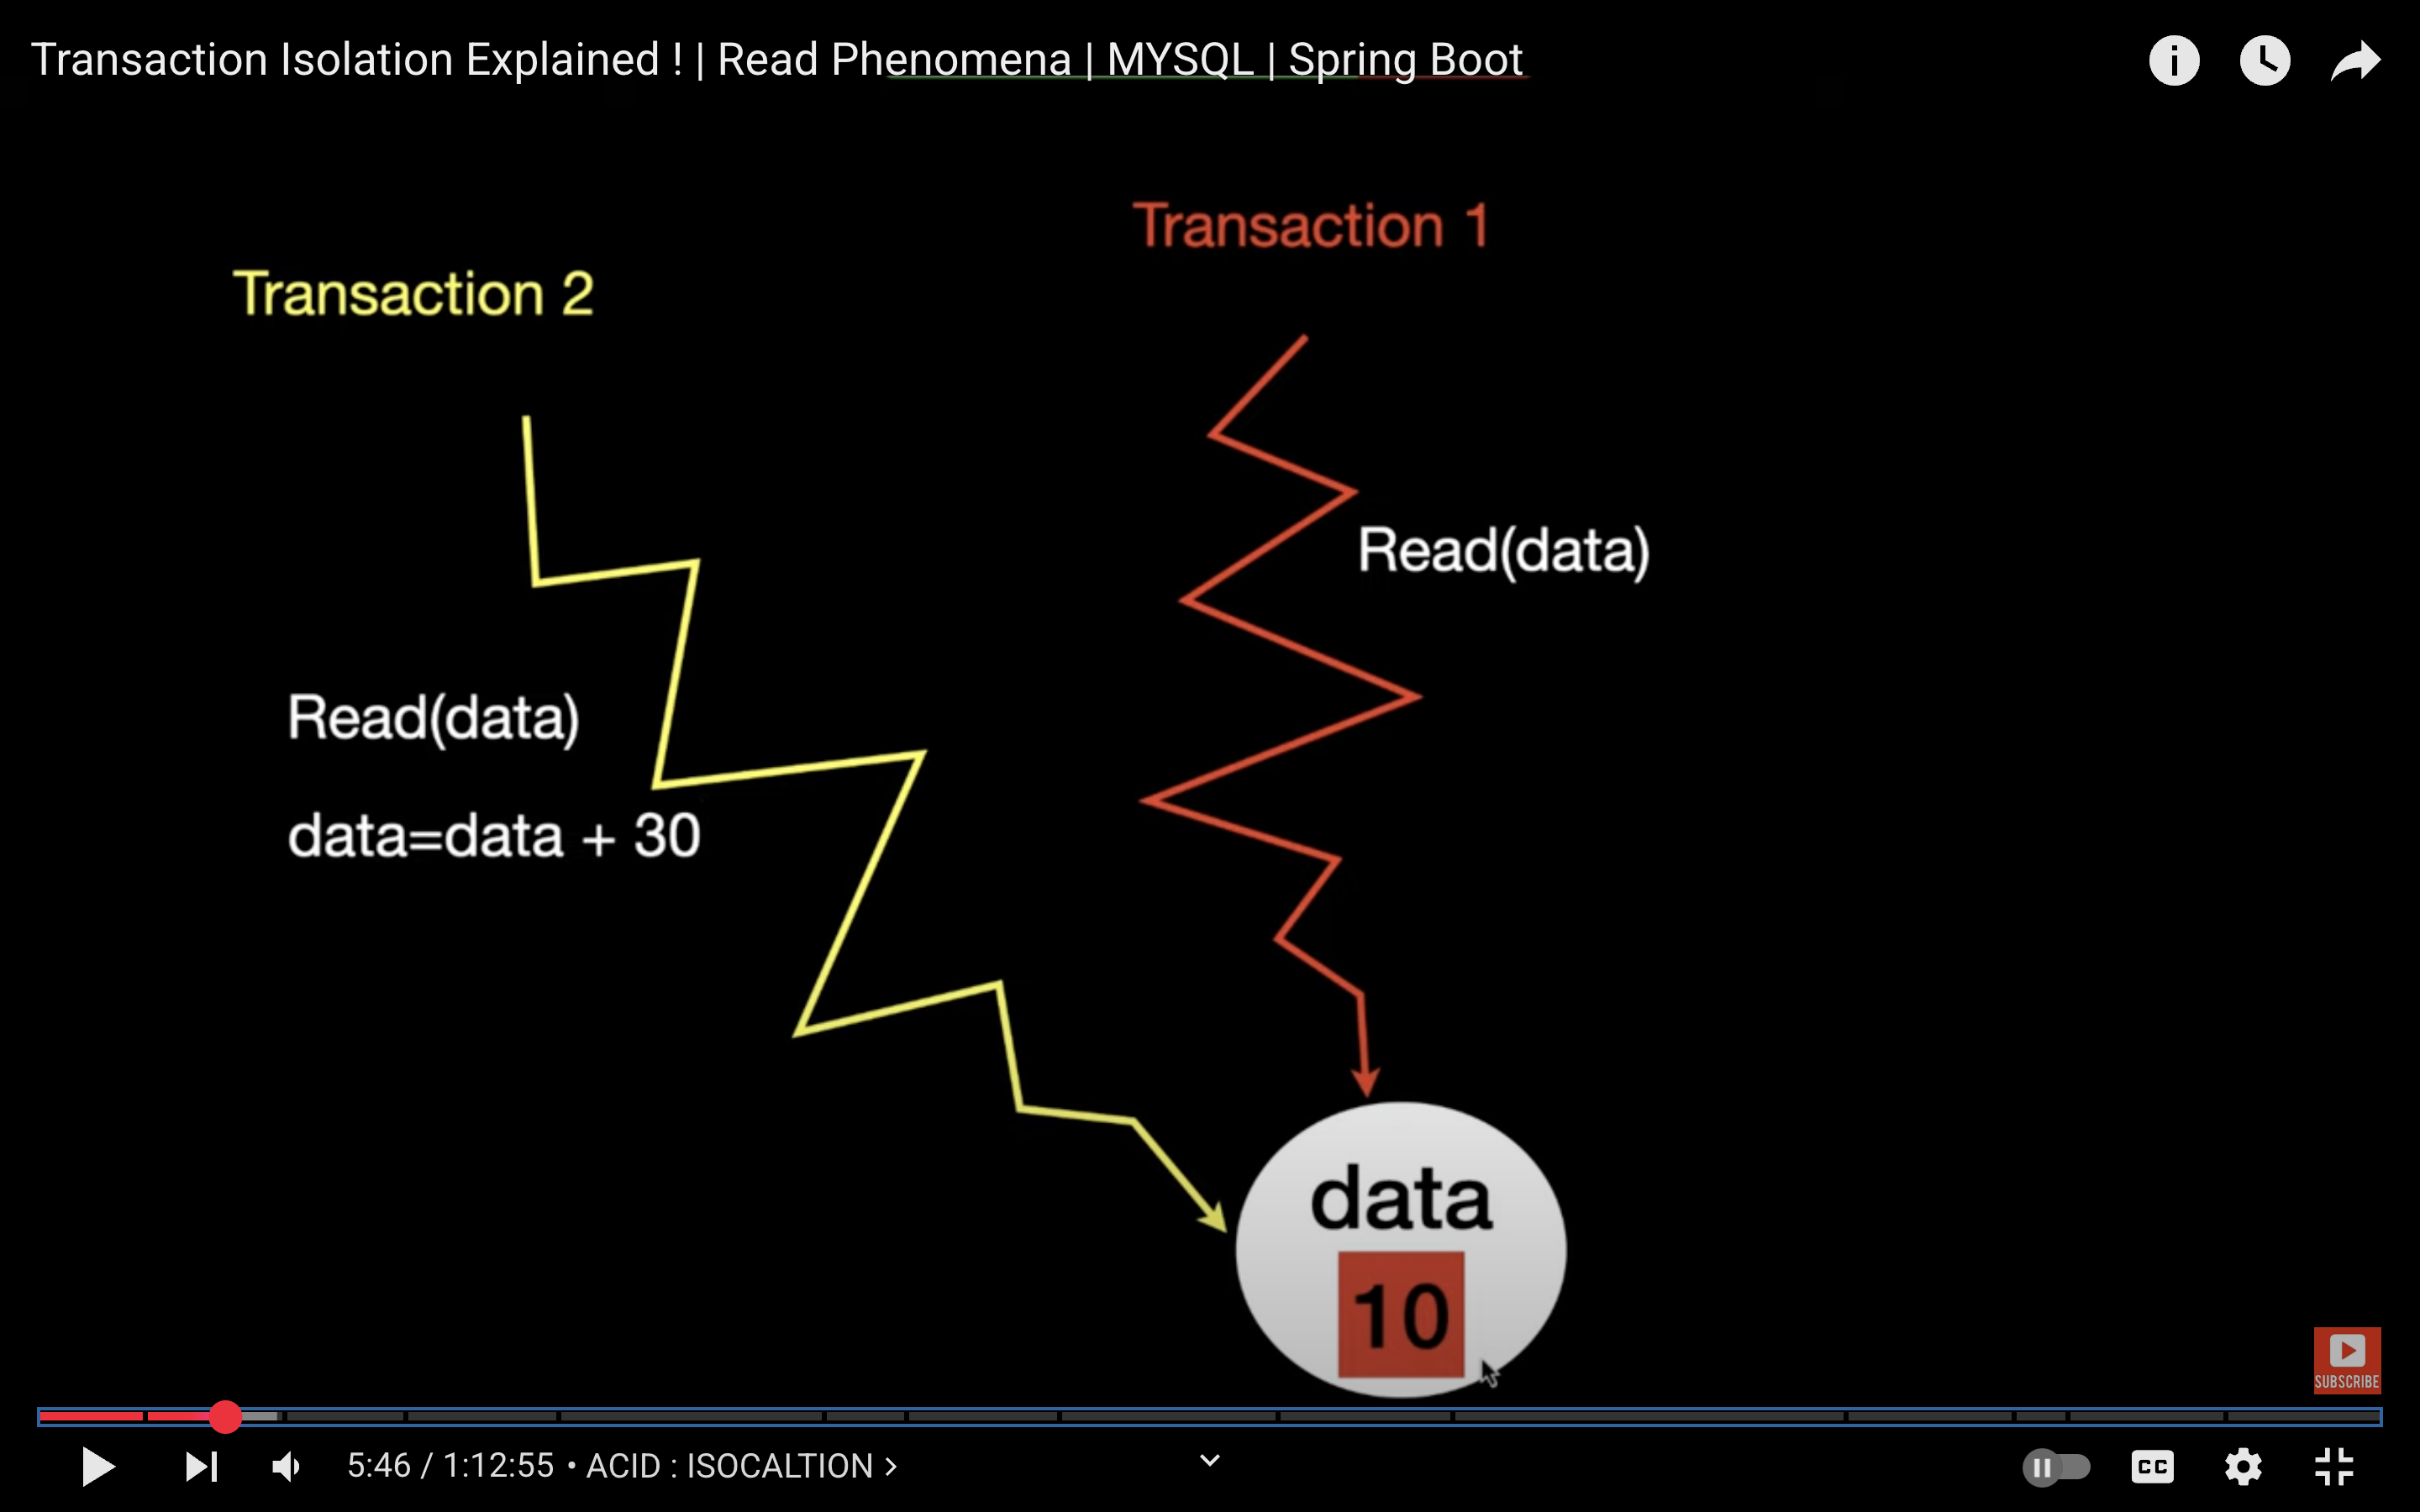 Transaction Isolation Explained ! | Read Phenomena | MYSQL | Spring Boot
Transaction 1
Transaction 2
Read(data)
Read(data)
data=data + 30
data
10
SUBSCRIBE
5:46 / 1:12:55 • ACID : ISOCALTION >
CC